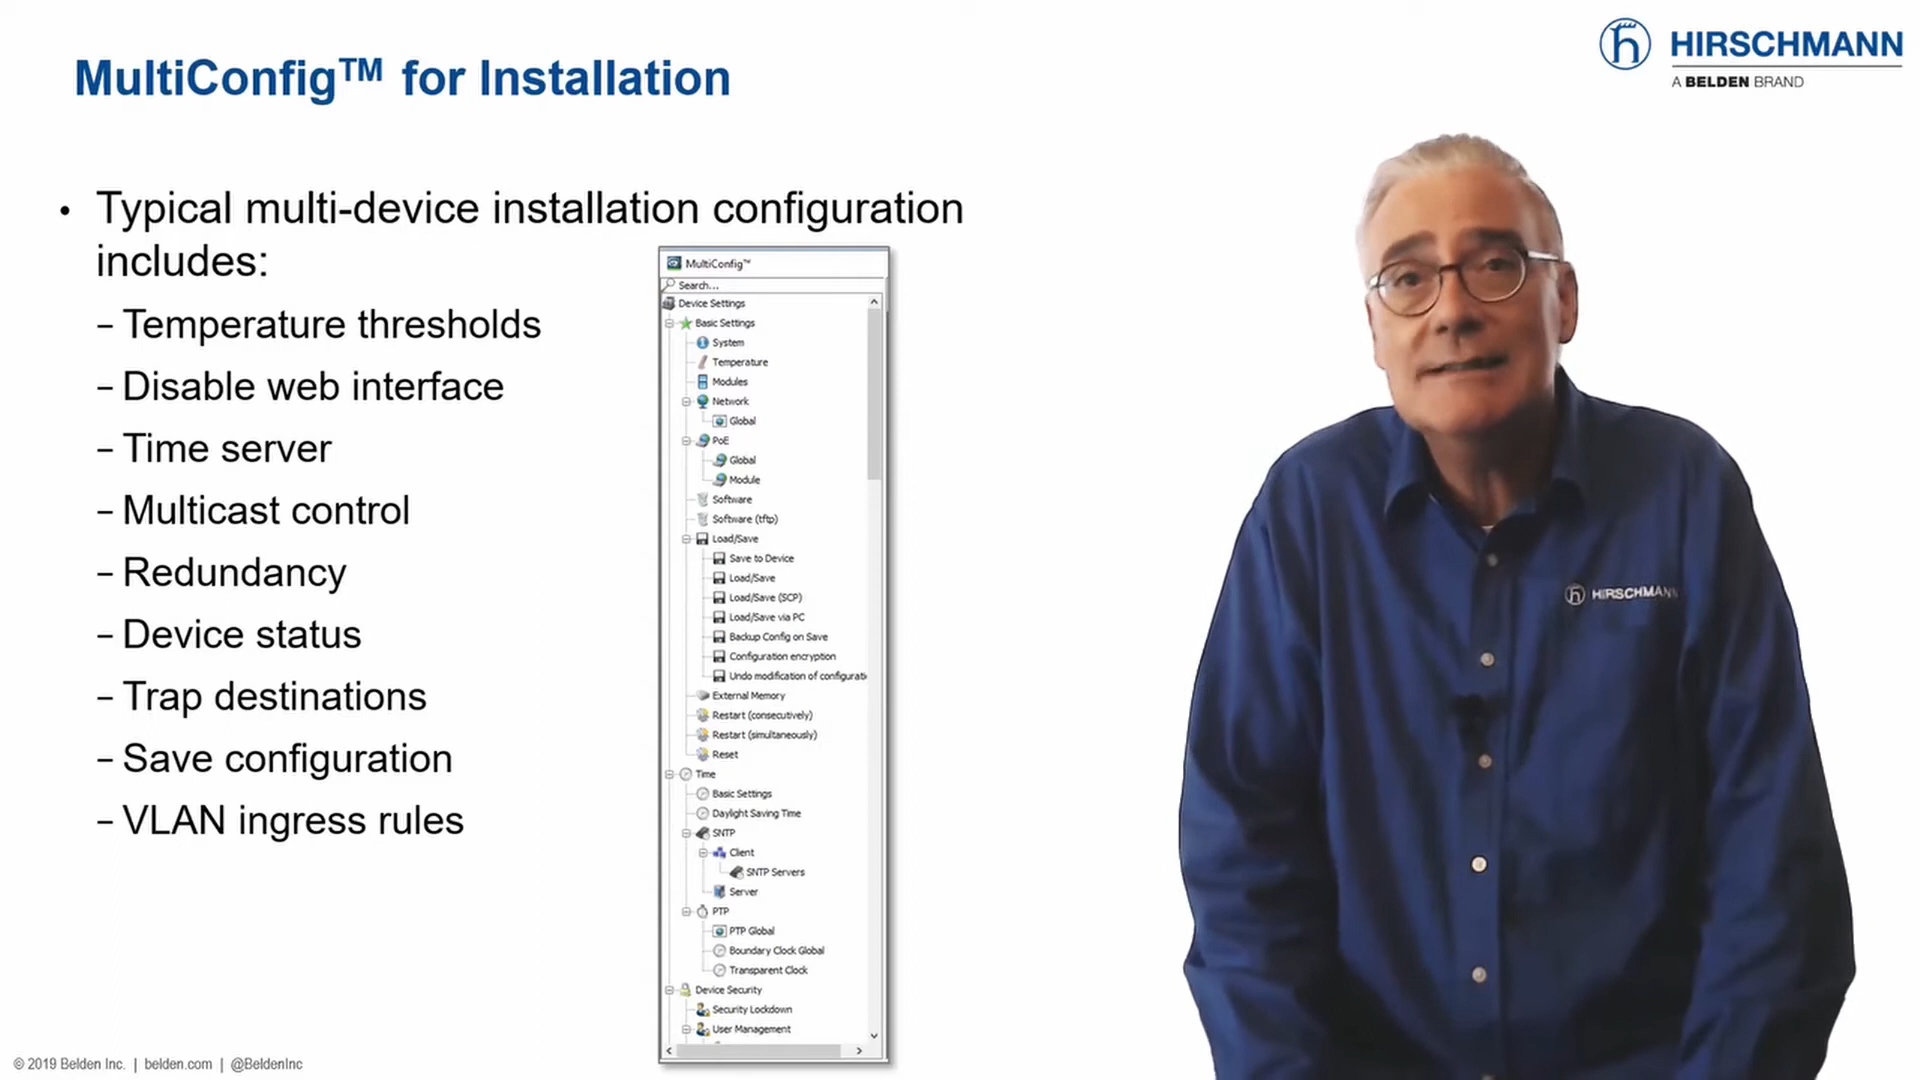 MultiConfig™ for Installation
HIRSCHMANN
A BELDEN BRAND
• Typical multi-device installation configuration
includes:
– Temperature thresholds
– Disable web interface
– Time server
– Multicast control
– Redundancy
– Device status
– Trap destinations
– Save configuration
– VLAN ingress rules
MultiConfig™
Search...
Device Settings
Basic Settings
System
Temperature
Modules
Network
Global
PoE
Global
Module
Software
Software (tftp)
Load/Save
Save to Device
Load/Save
Load/Save (SCP)
Load/Save via PC
Backup Config on Save
Configuration encryption
Undo modification of configurati
External Memory
Restart (consecutively)
Restart (simultaneously)
Reset
Time
Basic Settings
Daylight Saving Time
SNTP
Client
SNTP Servers
Server
PTP
PTP Global
Boundary Clock Global
Transparent Clock
Device Security
Security Lockdown
User Management
HIRSCHMANN
© 2019 Belden Inc. | belden.com | @BeldenInc